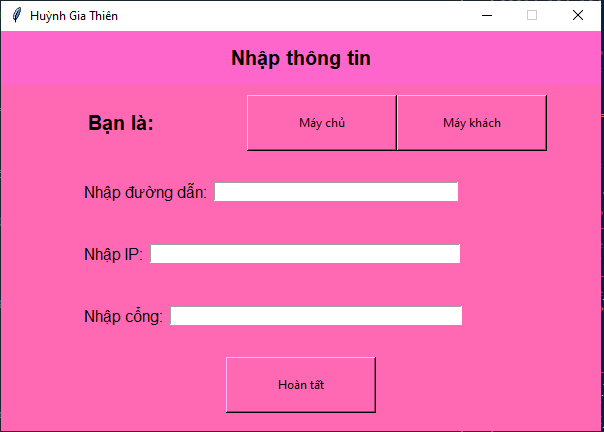 Huỳnh Gia Thiên
Nhập thông tin
Bạn là:
Máy chủ
Máy khách
Nhập đường dẫn:
Nhập IP:
Nhập cổng:
Hoàn tất